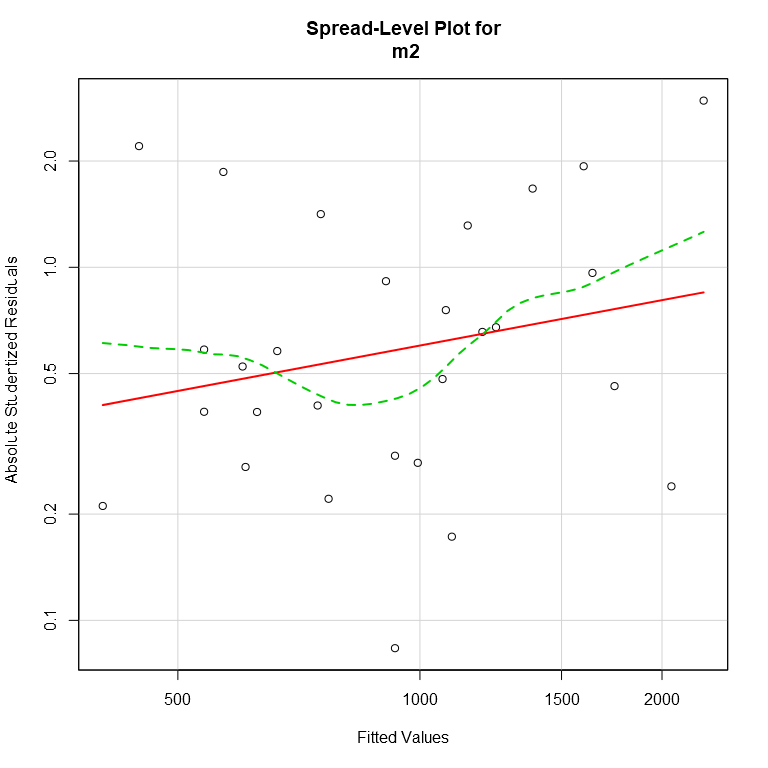 Spread-Level Plot for
m2
Absolute Studentized Residuals
2.0
1.0
0.5
0.2
0.1
500
1000
1500
2000
Fitted Values